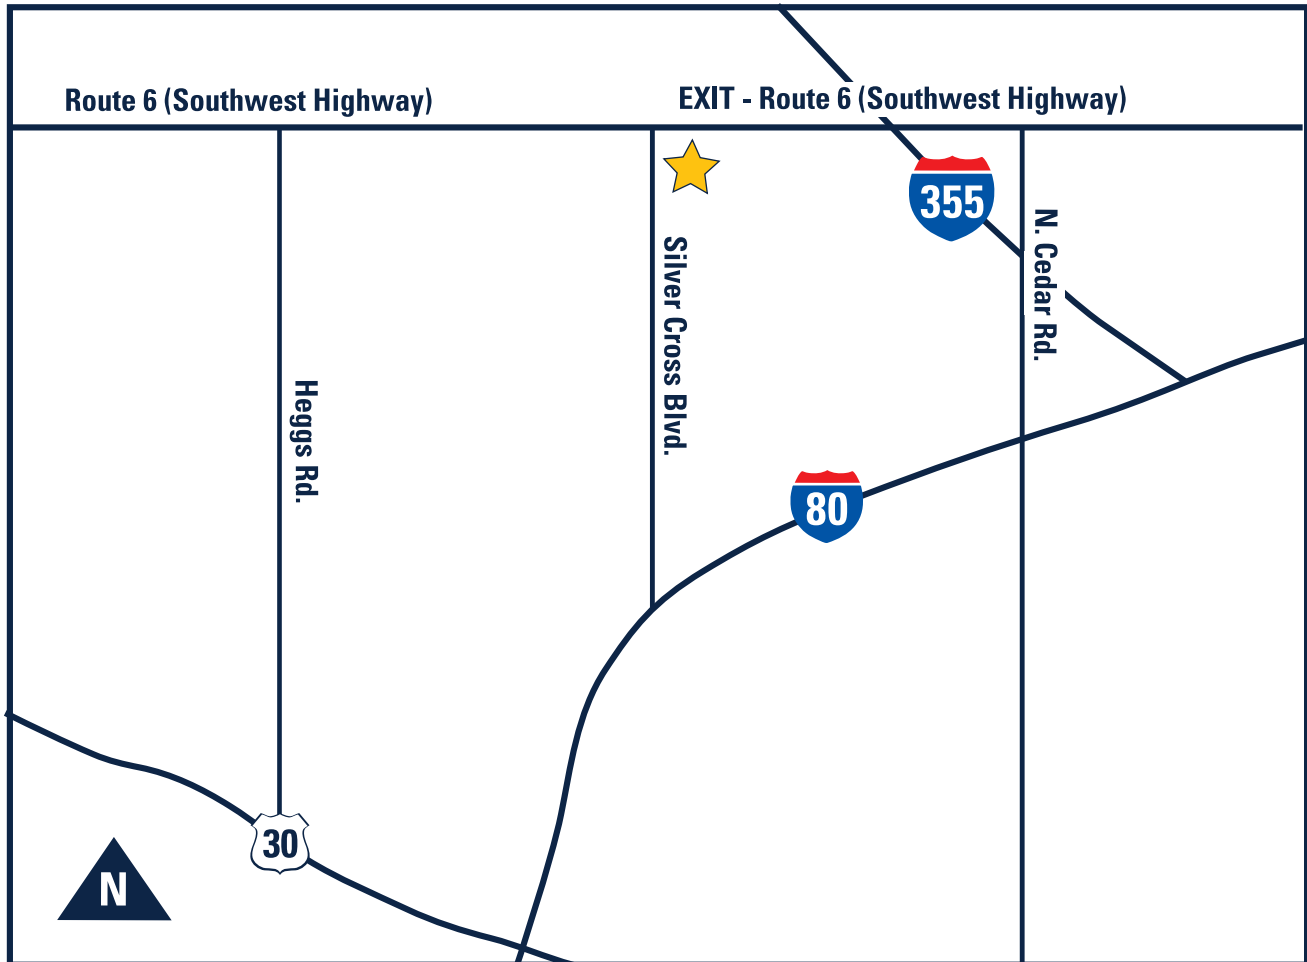 Route 6 (Southwest Highway)
EXIT - Route 6 (Southwest Highway)
355
N. Cedar Rd.
Silver Cross Blvd.
Heggs Rd.
80
30
N